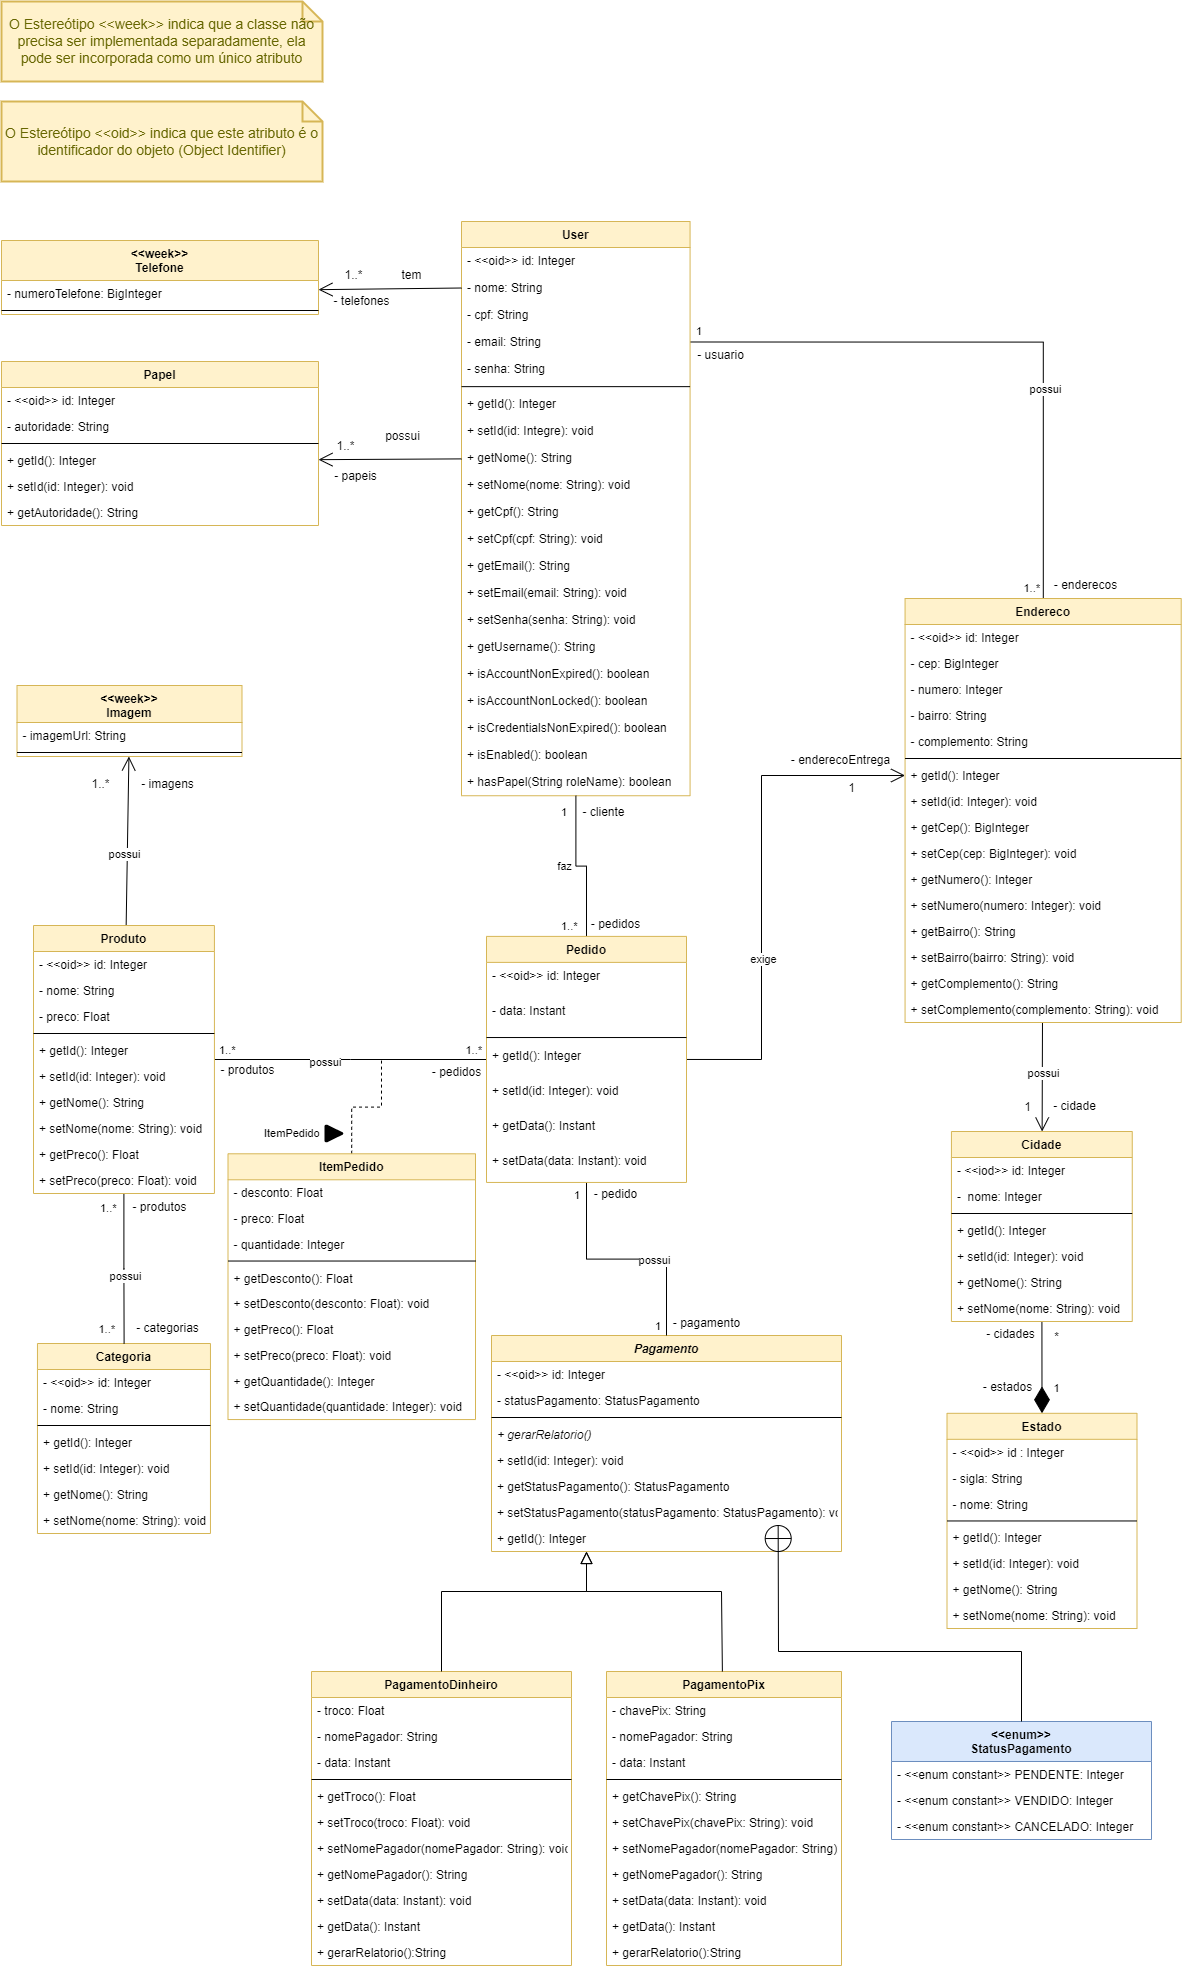 O Estereótipo <<week>> indica que a classe não
precisa ser implementada separadamente, ela
pode ser incorporada como um único atributo
O Estereótipo <<oid>> indica que este atributo é o
identificador do objeto (Object Identifier)
<<week>>
Telefone
- numeroTelefone: BigInteger
1..*
tem
- telefones
Papel
- <<oid>> id: Integer
- autoridade: String
+ getId(): Integer
+ setId(id: Integer): void
+ getAutoridade(): String
possui
1..*
- papeis
User
- <<oid>> id: Integer
- nome: String
- cpf: String
- email: String
- senha: String
+ getId(): Integer
+ setId(id: Integre): void
+ getNome(): String
+ setNome(nome: String): void
+ getCpf(): String
+ setCpf(cpf: String): void
+ getEmail(): String
+ setEmail(email: String): void
+ setSenha(senha: String): void
+ getUsername(): String
+ isAccountNonExpired(): boolean
+ isAccountNonLocked(): boolean
+ isCredentialsNonExpired(): boolean
+ isEnabled(): boolean
+ hasPapel(String roleName): boolean
1
- usuario
possui
1..*
- enderecos
Endereco
- <<oid>> id: Integer
- cep: BigInteger
- numero: Integer
- bairro: String
- complemento: String
+ getId(): Integer
+ setId(id: Integer): void
+ getCep(): BigInteger
+ setCep(cep: BigInteger): void
+ getNumero(): Integer
+ setNumero(numero: Integer): void
+ getBairro(): String
+ setBairro(bairro: String): void
+ getComplemento(): String
+ setComplemento(complemento: String): void
<<week>>
Imagem
- imagemUrl: String
1..*
- imagens
possui
- enderecoEntrega
1
exige
1
- cliente
faz
1..*
- pedidos
Produto
- <<oid>> id: Integer
- nome: String
- preco: Float
+ getId(): Integer
+ setId(id: Integer): void
+ getNome(): String
+ setNome(nome: String): void
+ getPreco(): Float
+ setPreco(preco: Float): void
1..*
- produtos
possui
1..*
- pedidos
Pedido
- <<oid>> id: Integer
- data: Instant
+ getId(): Integer
+ setId(id: Integer): void
+ getData(): Instant
+ setData(data: Instant): void
possui
1
- cidade
Cidade
- <<iod>> id: Integer
- nome: Integer
+ getId(): Integer
+ setId(id: Integer): void
+ getNome(): String
+ setNome(nome: String): void
ItemPedido
ItemPedido
- desconto: Float
- preco: Float
- quantidade: Integer
+ getDesconto(): Float
+ setDesconto(desconto: Float): void
+ getPreco(): Float
+ setPreco(preco: Float): void
+ getQuantidade(): Integer
+ setQuantidade(quantidade: Integer): void
1..*
- produtos
possui
1..*
- categorias
Categoria
- <<oid>> id: Integer
- nome: String
+ getId(): Integer
+ setId(id: Integer): void
+ getNome(): String
+ setNome(nome: String): void
1
- pedido
possui
1
- pagamento
Pagamento
- <<oid>> id: Integer
- statusPagamento: StatusPagamento
+ gerarRelatorio()
+ setId(id: Integer): void
+ getStatusPagamento(): StatusPagamento
+ setStatusPagamento(statusPagamento: StatusPagamento): vo
+ getId(): Integer
- cidades
*
- estados
1
Estado
- <<oid>> id : Integer
- sigla: String
- nome: String
+ getId(): Integer
+ setId(id: Integer): void
+ getNome(): String
+ setNome(nome: String): void
PagamentoDinheiro
- troco: Float
- nomePagador: String
- data: Instant
+ getTroco(): Float
+ setTroco(troco: Float): void
+ setNomePagador(nomePagador: String): void
+ getNomePagador(): String
+ setData(data: Instant): void
+ getData(): Instant
+ gerarRelatorio():String
PagamentoPix
- chavePix: String
- nomePagador: String
- data: Instant
+ getChavePix(): String
+ setChavePix(chavePix: String): void
+ setNomePagador(nomePagador: String)
+ getNomePagador(): String
+ setData(data: Instant): void
+ getData(): Instant
+ gerarRelatorio():String
<<enum>>
StatusPagamento
- <<enum constant>> PENDENTE: Integer
- <<enum constant>> VENDIDO: Integer
- <<enum constant>> CANCELADO: Integer